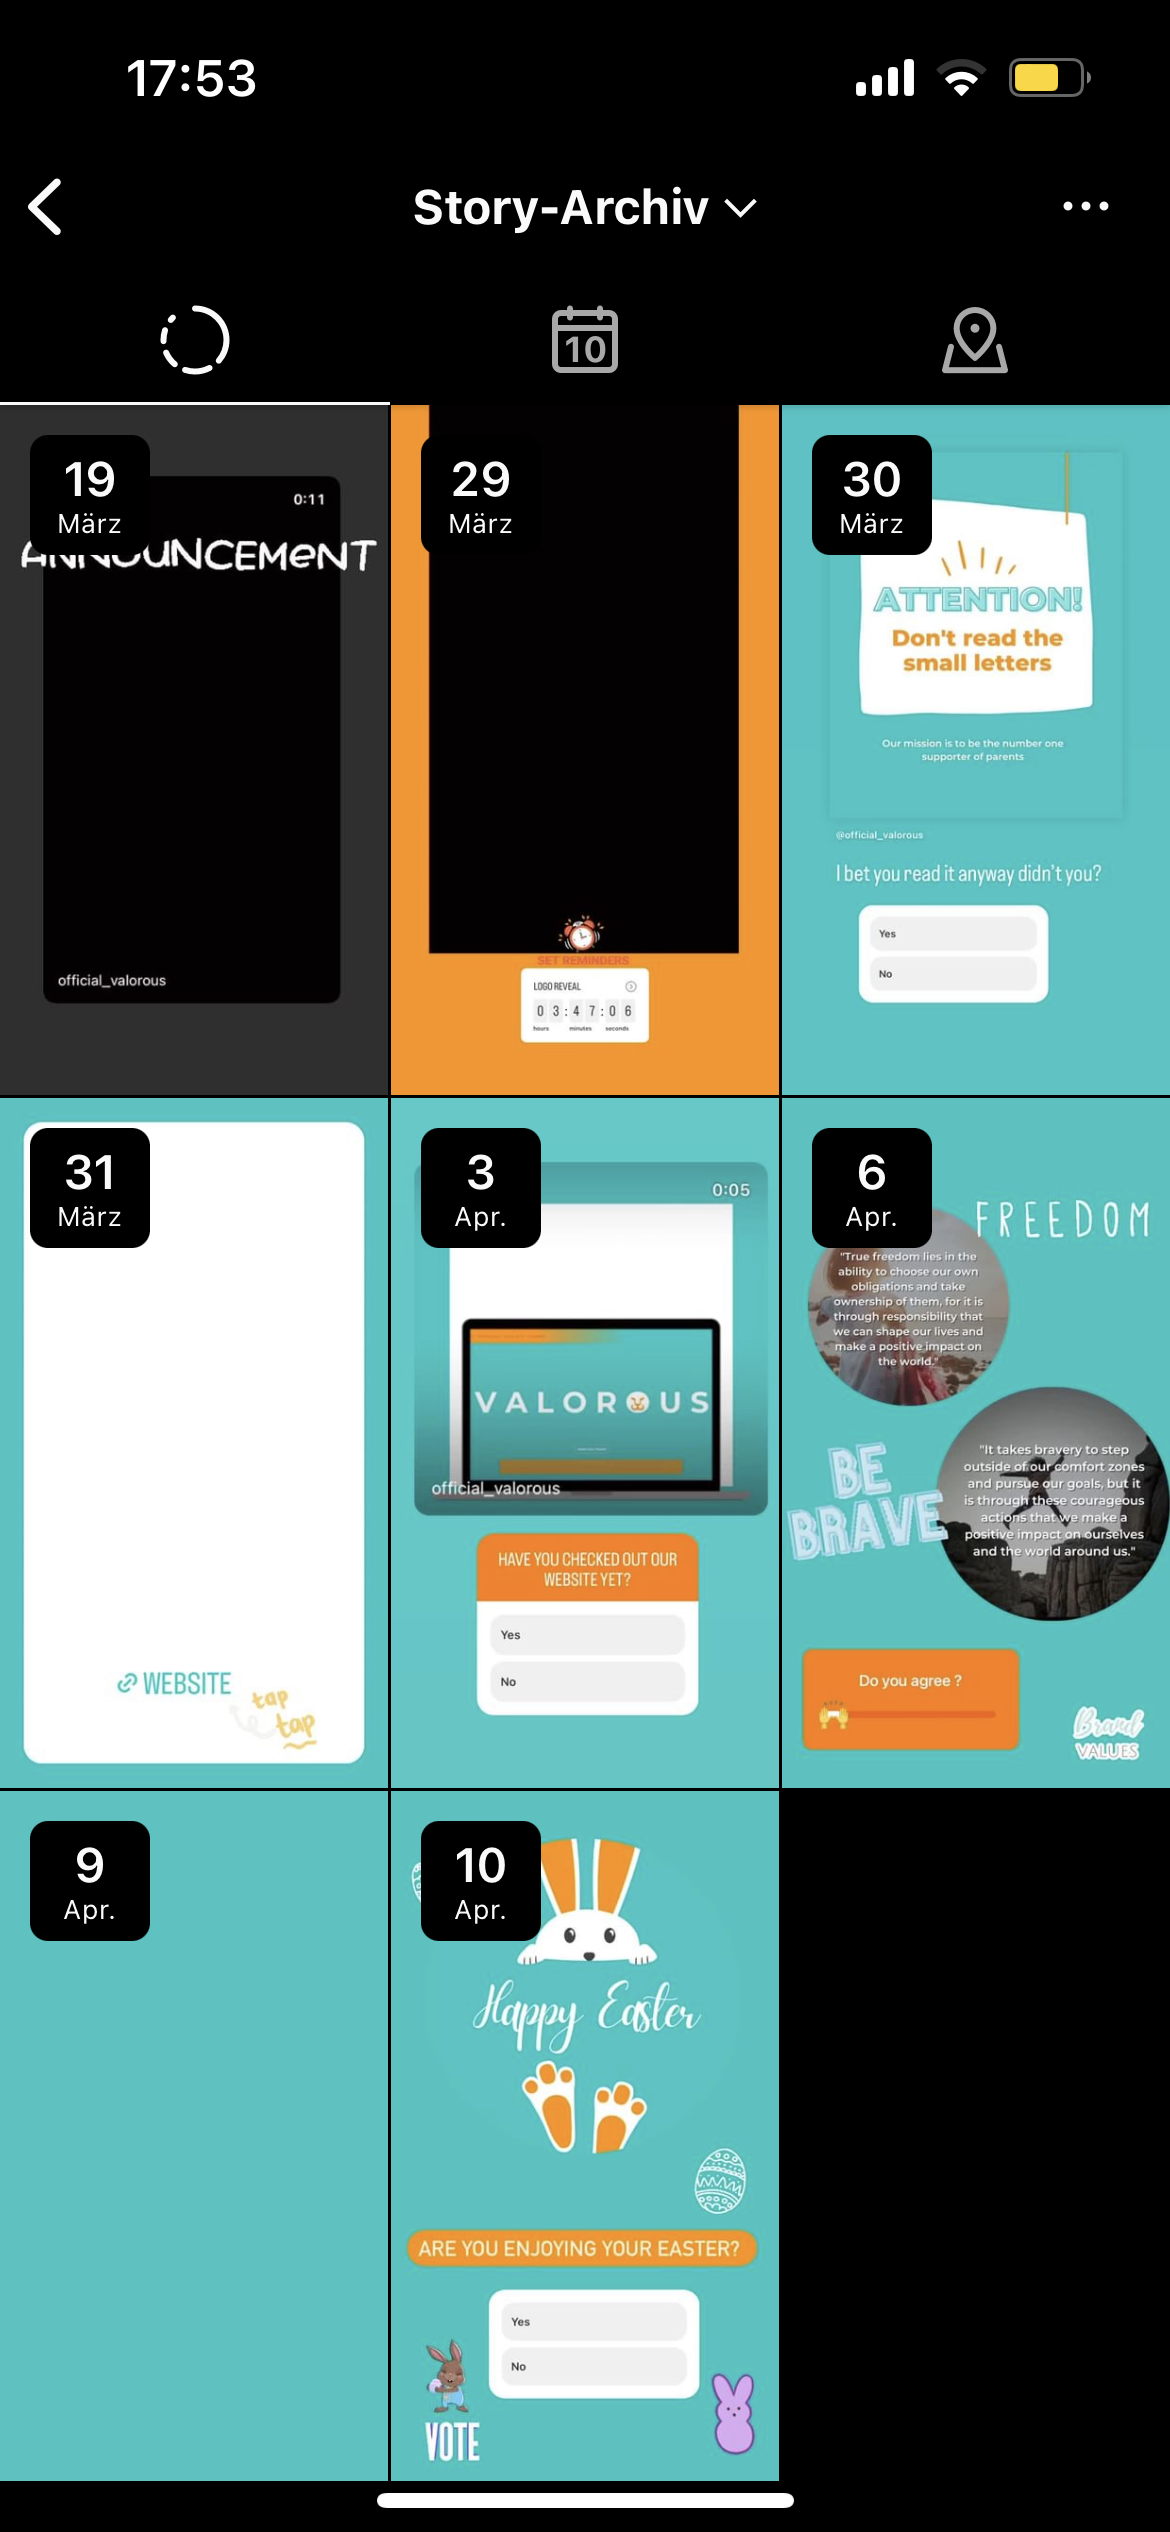 17:53
Story-Archiv
10
19
März
0:11
ANNOUNCEMENT
official_valorous
29
März
SET REMINDERS
LOGO REVEAL
03:47:06
hours minutes seconds
30
März
ATTENTION!
Don't read the
small letters
Our mission is to be the number one
supporter of parents
@official_valorous
I bet you read it anyway didn't you?
Yes
No
31
März
WEBSITE
tap
tap
3
Apr.
0:05
VALOROUS
official_valorous
HAVE YOU CHECKED OUT OUR
WEBSITE YET?
Yes
No
6
Apr.
FREEDOM
"True freedom lies in the
ability to choose our own
obligations and take
ownership of them, for it is
through responsibility that
we can shape our lives and
make a positive impact on
the world."
BE
BRAVE
"It takes bravery to step
outside of our comfort zones
and pursue our goals, but it
is through these courageous
actions that we make a
positive impact on ourselves
and the world around us."
Do you agree ?
Brand
VALUES
9
Apr.
10
Apr.
Happy Easter
ARE YOU ENJOYING YOUR EASTER?
Yes
No
VOTE